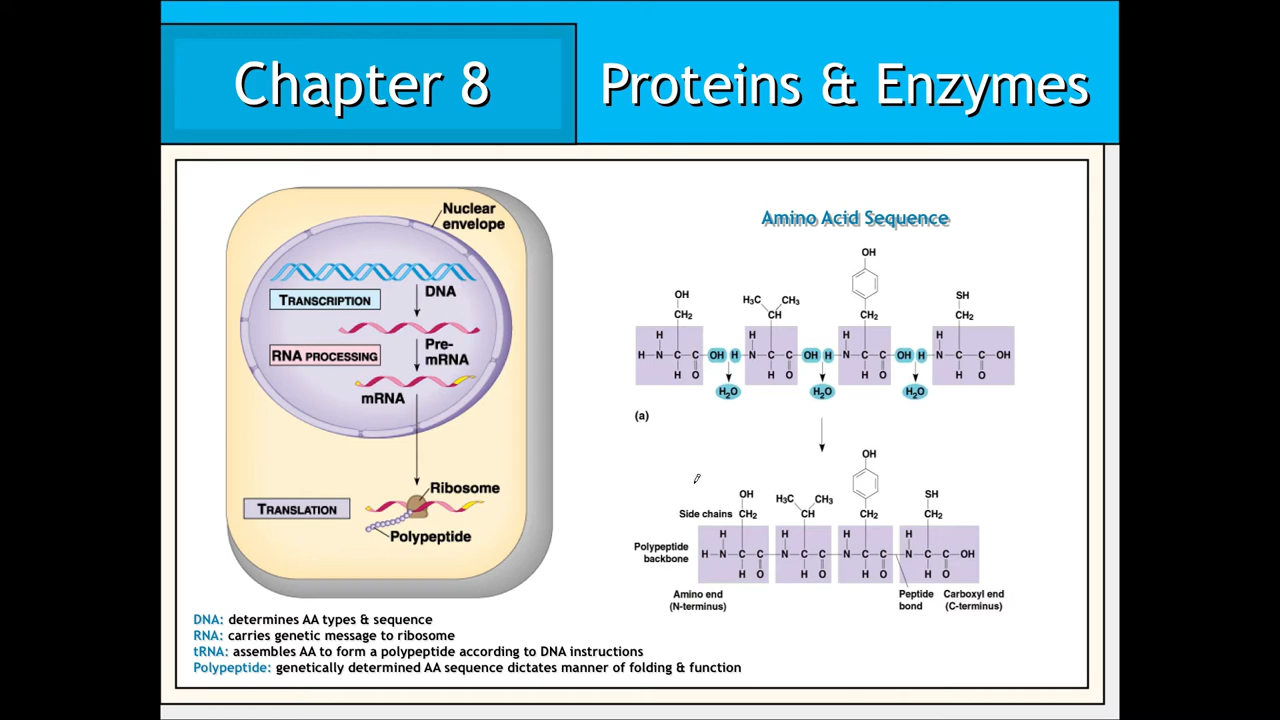 Chapter 8
Proteins & Enzymes
Nuclear
envelope
DNA
TRANSCRIPTION
RNA PROCESSING
Pre-
mRNA
mRNA
Ribosome
TRANSLATION
Polypeptide
Amino Acid Sequence
OH
OH H₃C CH₃ SH
CH₂ CH CH₂ CH₂
H H H H
H N C C OH H N C C OH H N C C OH H N C C OH
H O H O H O H O
H₂O H₂O H₂O
(a)
OH
OH H₃C CH₃ SH
Side chains CH₂ CH CH₂ CH₂
H H H H
Polypeptide
backbone
H N C C N C C N C C N C C OH
H O H O H O H O
Amino end
(N-terminus)
Peptide
bond
Carboxyl end
(C-terminus)
DNA: determines AA types & sequence
RNA: carries genetic message to ribosome
tRNA: assembles AA to form a polypeptide according to DNA instructions
Polypeptide: genetically determined AA sequence dictates manner of folding & function